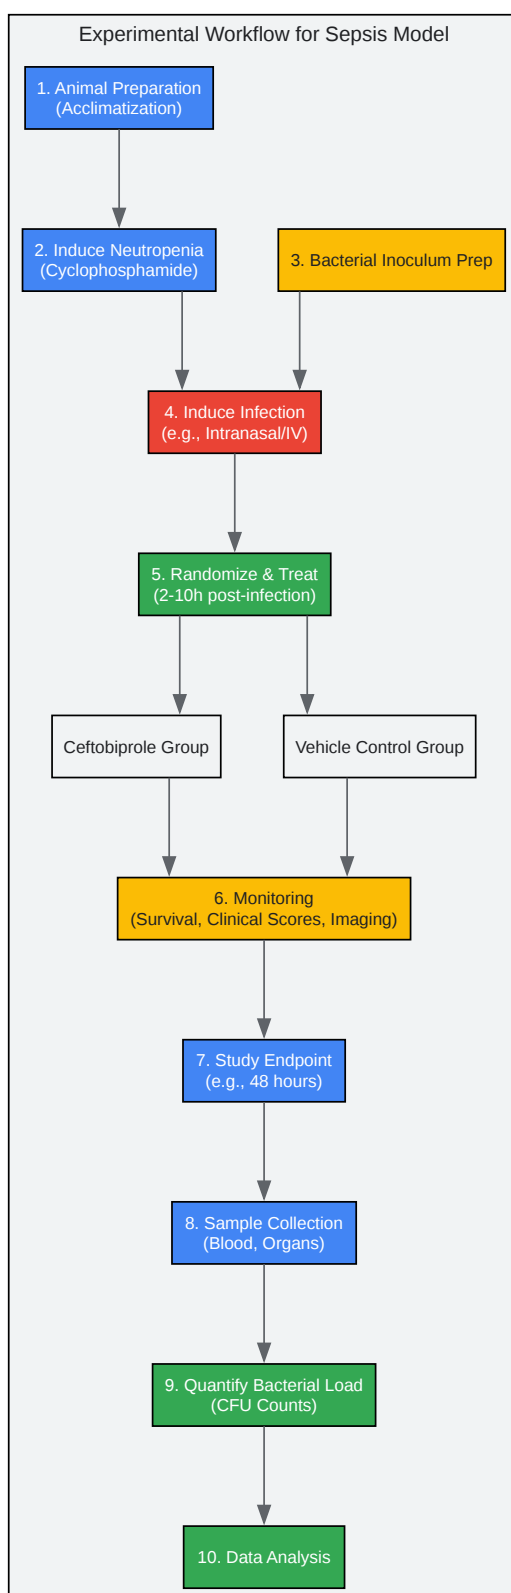 Experimental Workflow for Sepsis Model
1. Animal Preparation
(Acclimatization)
2. Induce Neutropenia
(Cyclophosphamide)
3. Bacterial Inoculum Prep
4. Induce Infection
(e.g., Intranasal/IV)
5. Randomize & Treat
(2-10h post-infection)
Ceftobiprole Group
Vehicle Control Group
6. Monitoring
(Survival, Clinical Scores, Imaging)
7. Study Endpoint
(e.g., 48 hours)
8. Sample Collection
(Blood, Organs)
9. Quantify Bacterial Load
(CFU Counts)
10. Data Analysis